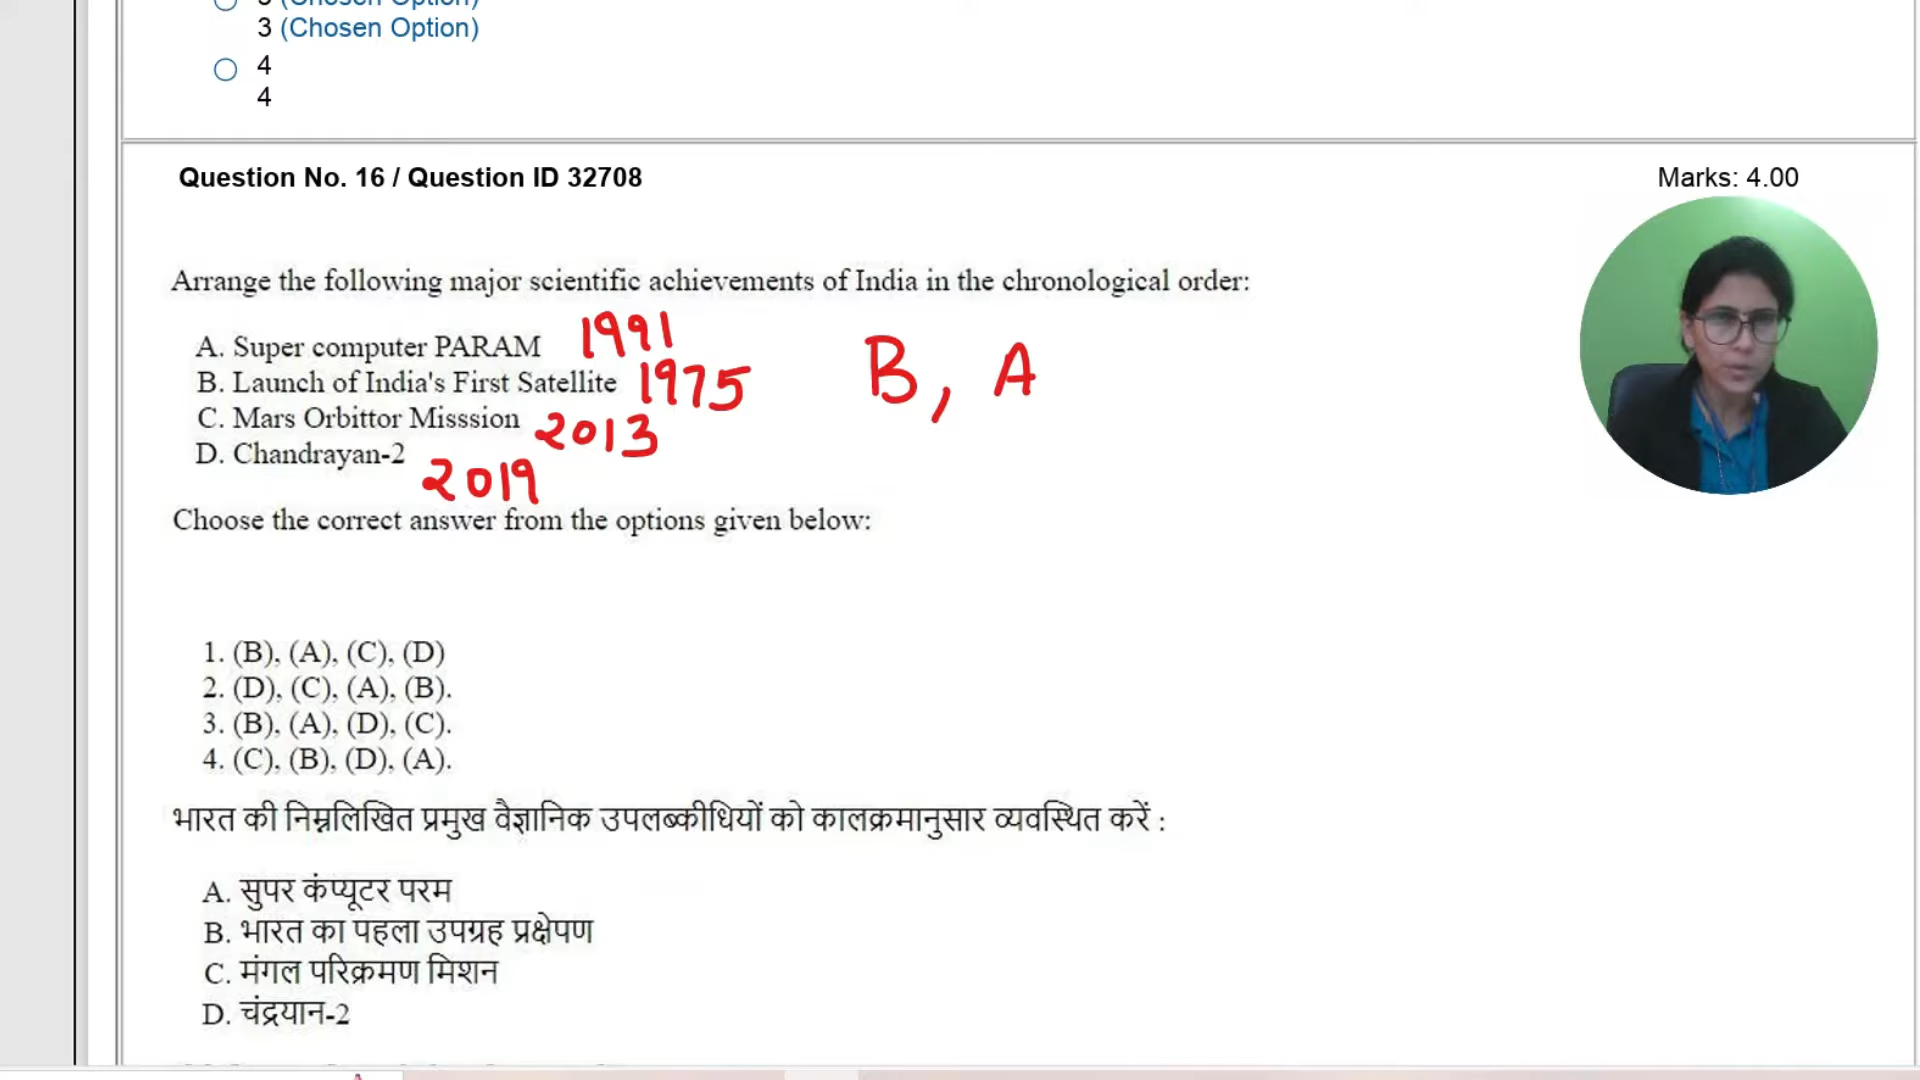 3 (Chosen Option)
3 (Chosen Option)
4
4
Question No. 16 / Question ID 32708
Marks: 4.00
Arrange the following major scientific achievements of India in the chronological order:
A. Super computer PARAM 1991
B. Launch of India's First Satellite 1975
C. Mars Orbittor Misssion 2013
D. Chandrayan-2 2019
B, A
Choose the correct answer from the options given below:
1. (B), (A), (C), (D)
2. (D), (C), (A), (B).
3. (B), (A), (D), (C).
4. (C), (B), (D), (A).
भारत की निम्नलिखित प्रमुख वैज्ञानिक उपलब्कीधियों को कालक्रमानुसार व्यवस्थित करें :
A. सुपर कंप्यूटर परम
B. भारत का पहला उपग्रह प्रक्षेपण
C. मंगल परिक्रमण मिशन
D. चंद्रयान-2